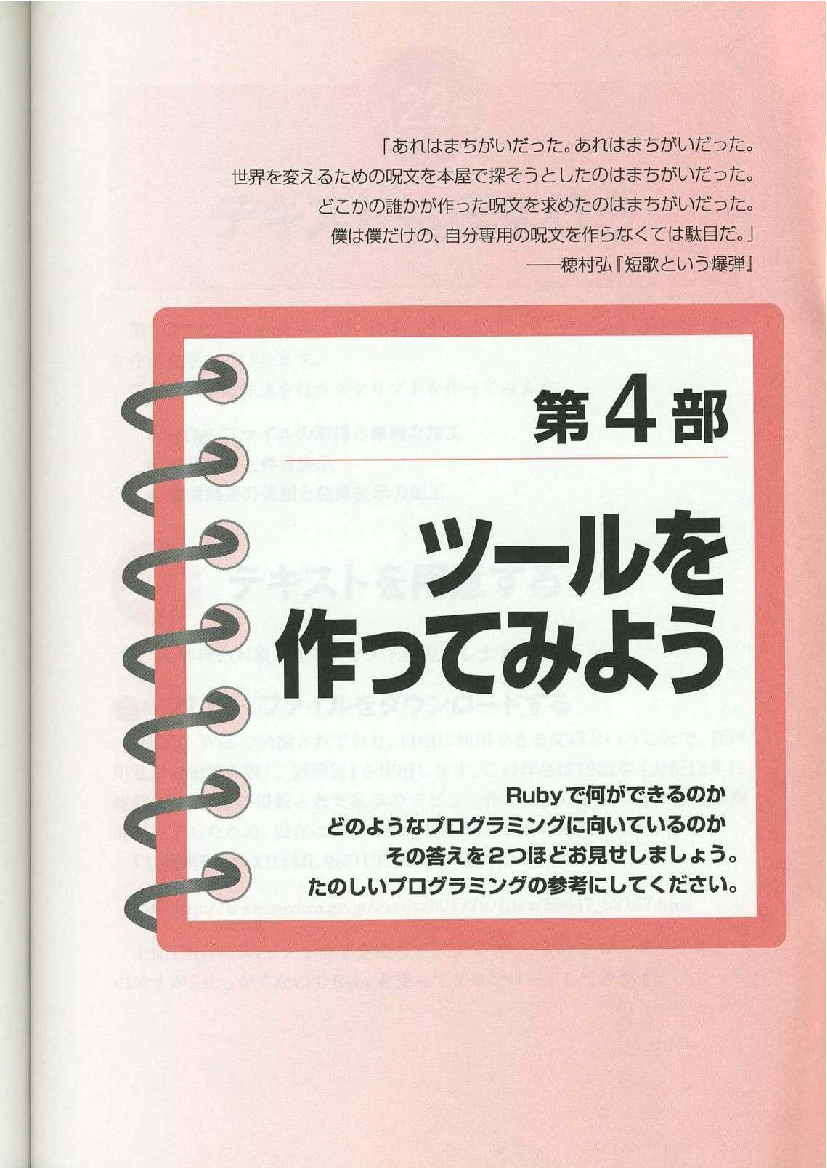 「あれはまちがいだった。あれはまちがいだった。
世界を変えるための呪文を本屋で探そうとしたのはまちがいだった。
どこかの誰かが作った呪文を求めたのはまちがいだった。
僕は僕だけの、自分専用の呪文を作らなくては駄目だ。」
――穂村弘『短歌という爆弾』
第4部
ツールを
作ってみよう
Rubyで何ができるのか
どのようなプログラミングに向いているのか
その答えを2つほどお見せしましょう。
たのしいプログラミングの参考にしてください。